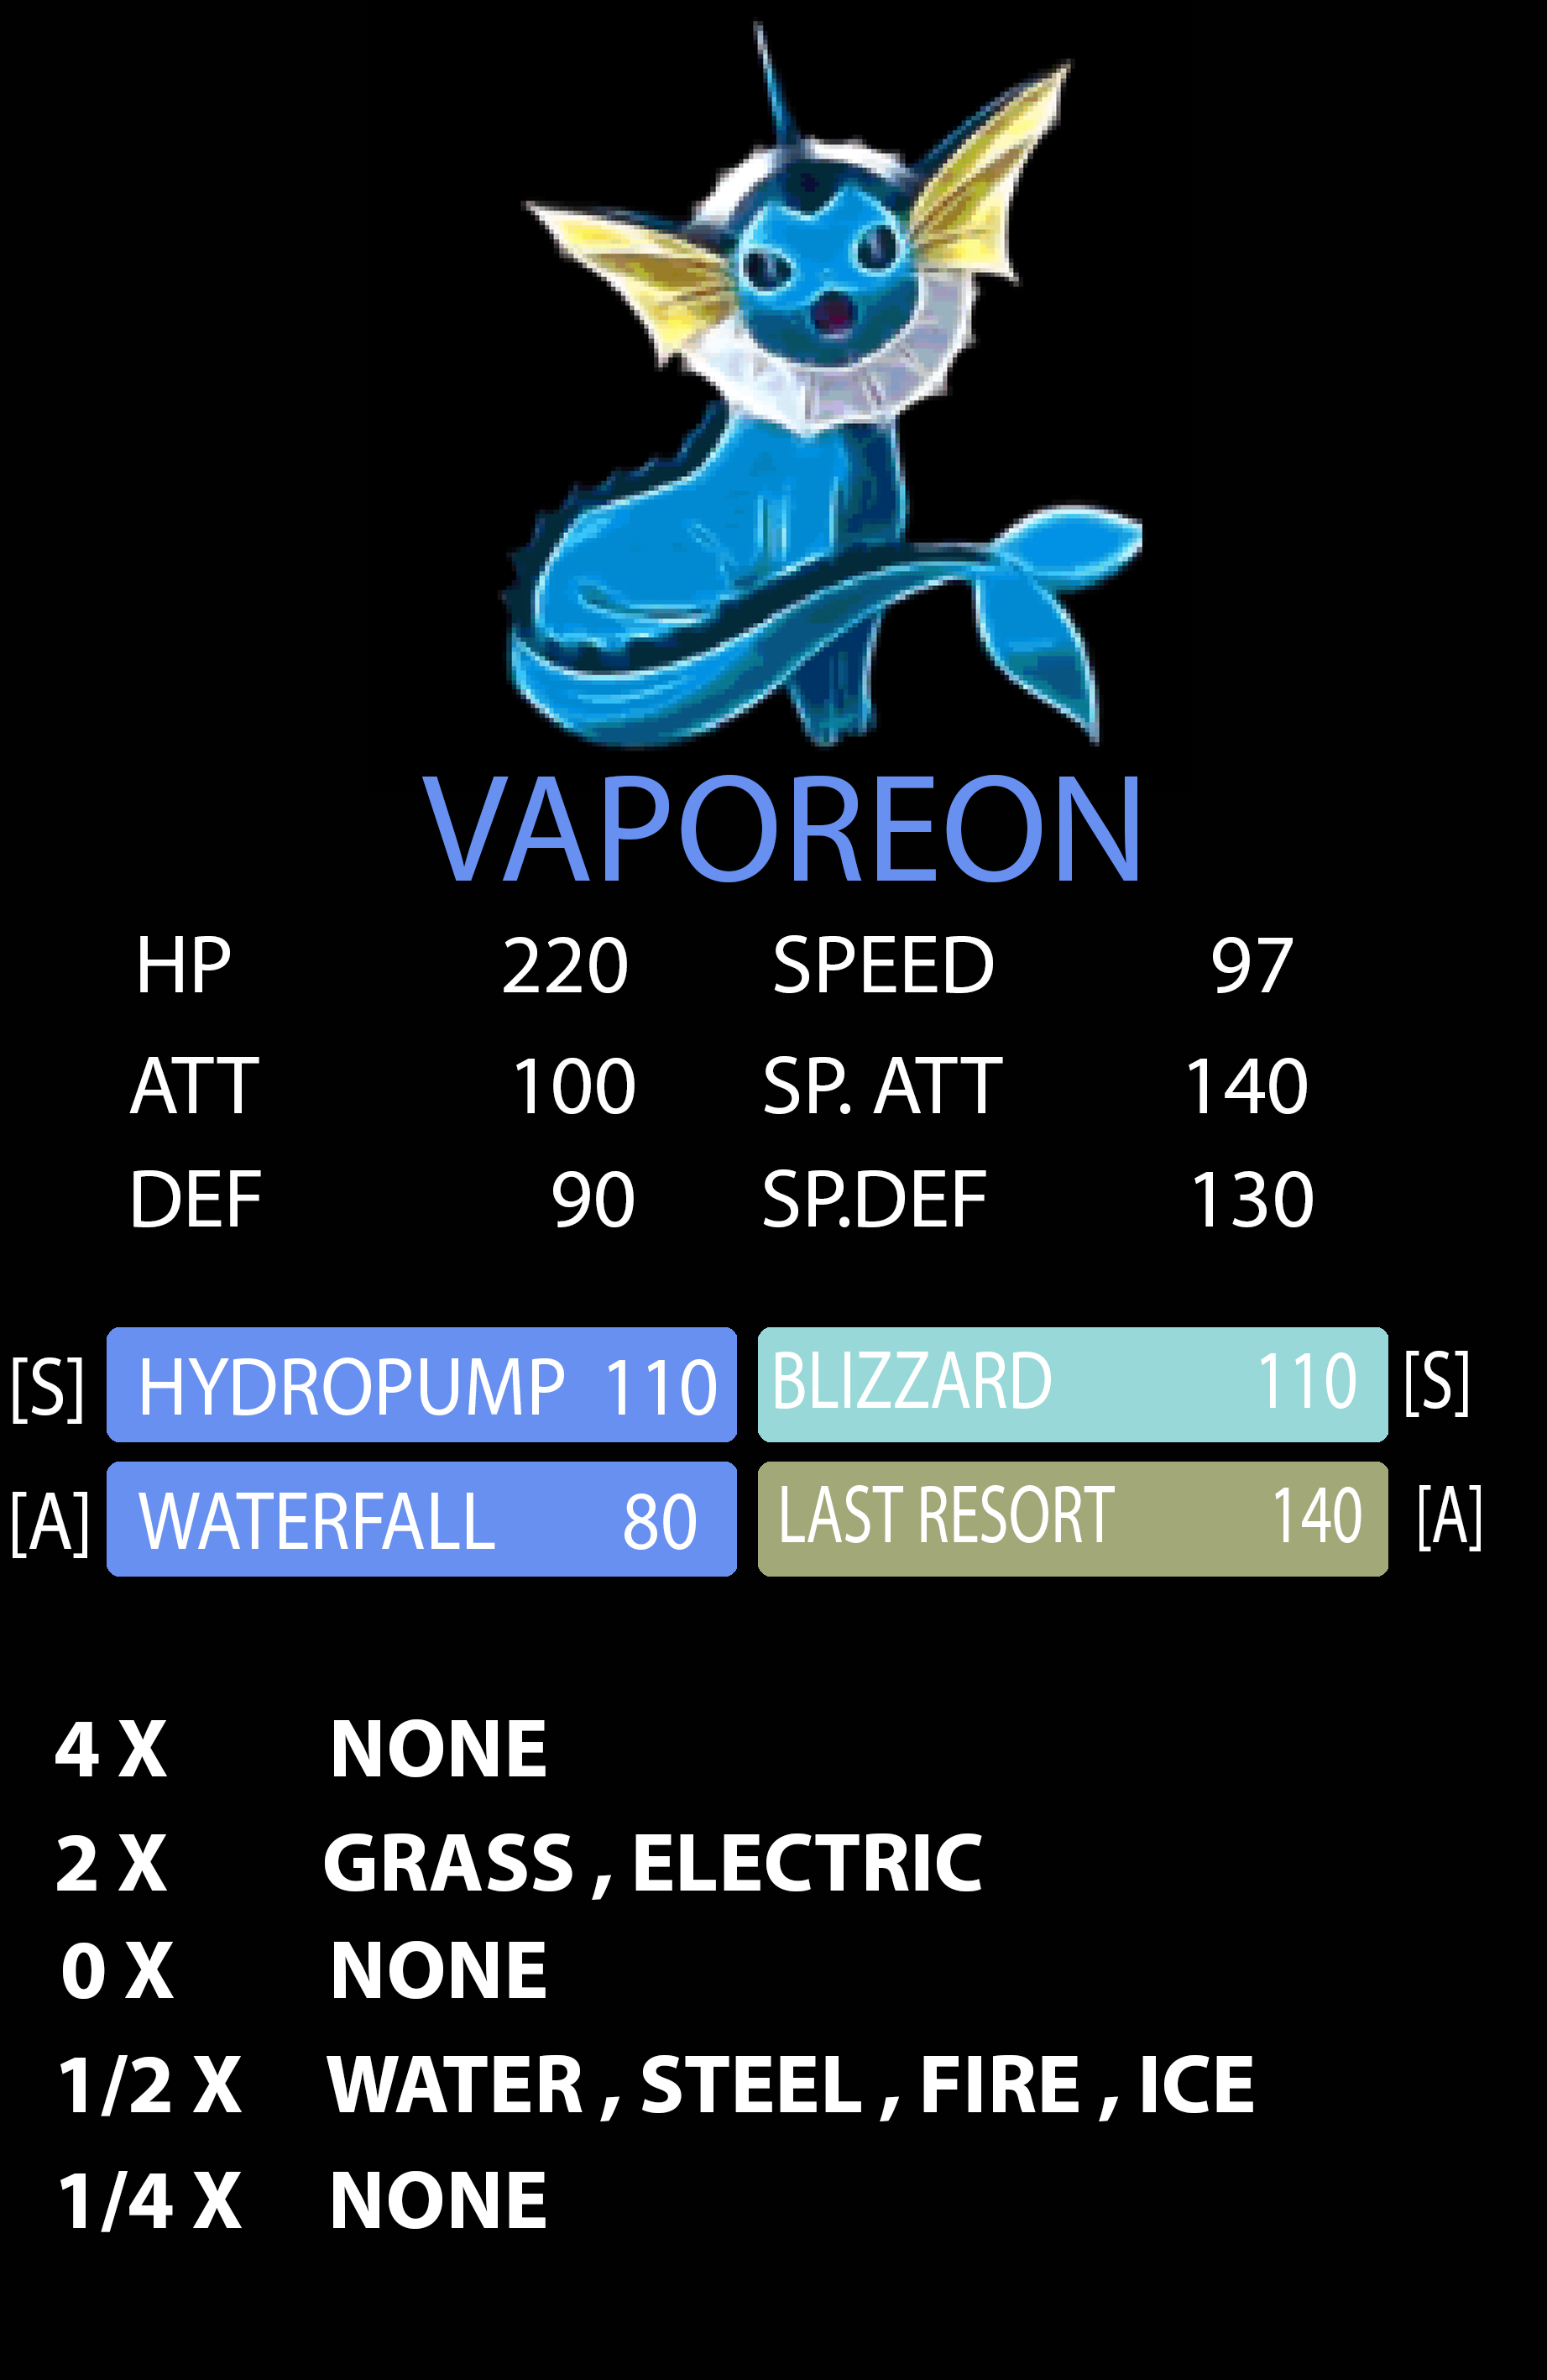 VAPOREON
HP 220 SPEED 97
ATT 100 SP. ATT 140
DEF 90 SP.DEF 130
[S] HYDROPUMP 110 BLIZZARD 110 [S]
[A] WATERFALL 80 LAST RESORT 140 [A]
4 X NONE
2 X GRASS , ELECTRIC
0 X NONE
1/2 X WATER , STEEL , FIRE , ICE
1/4 X NONE